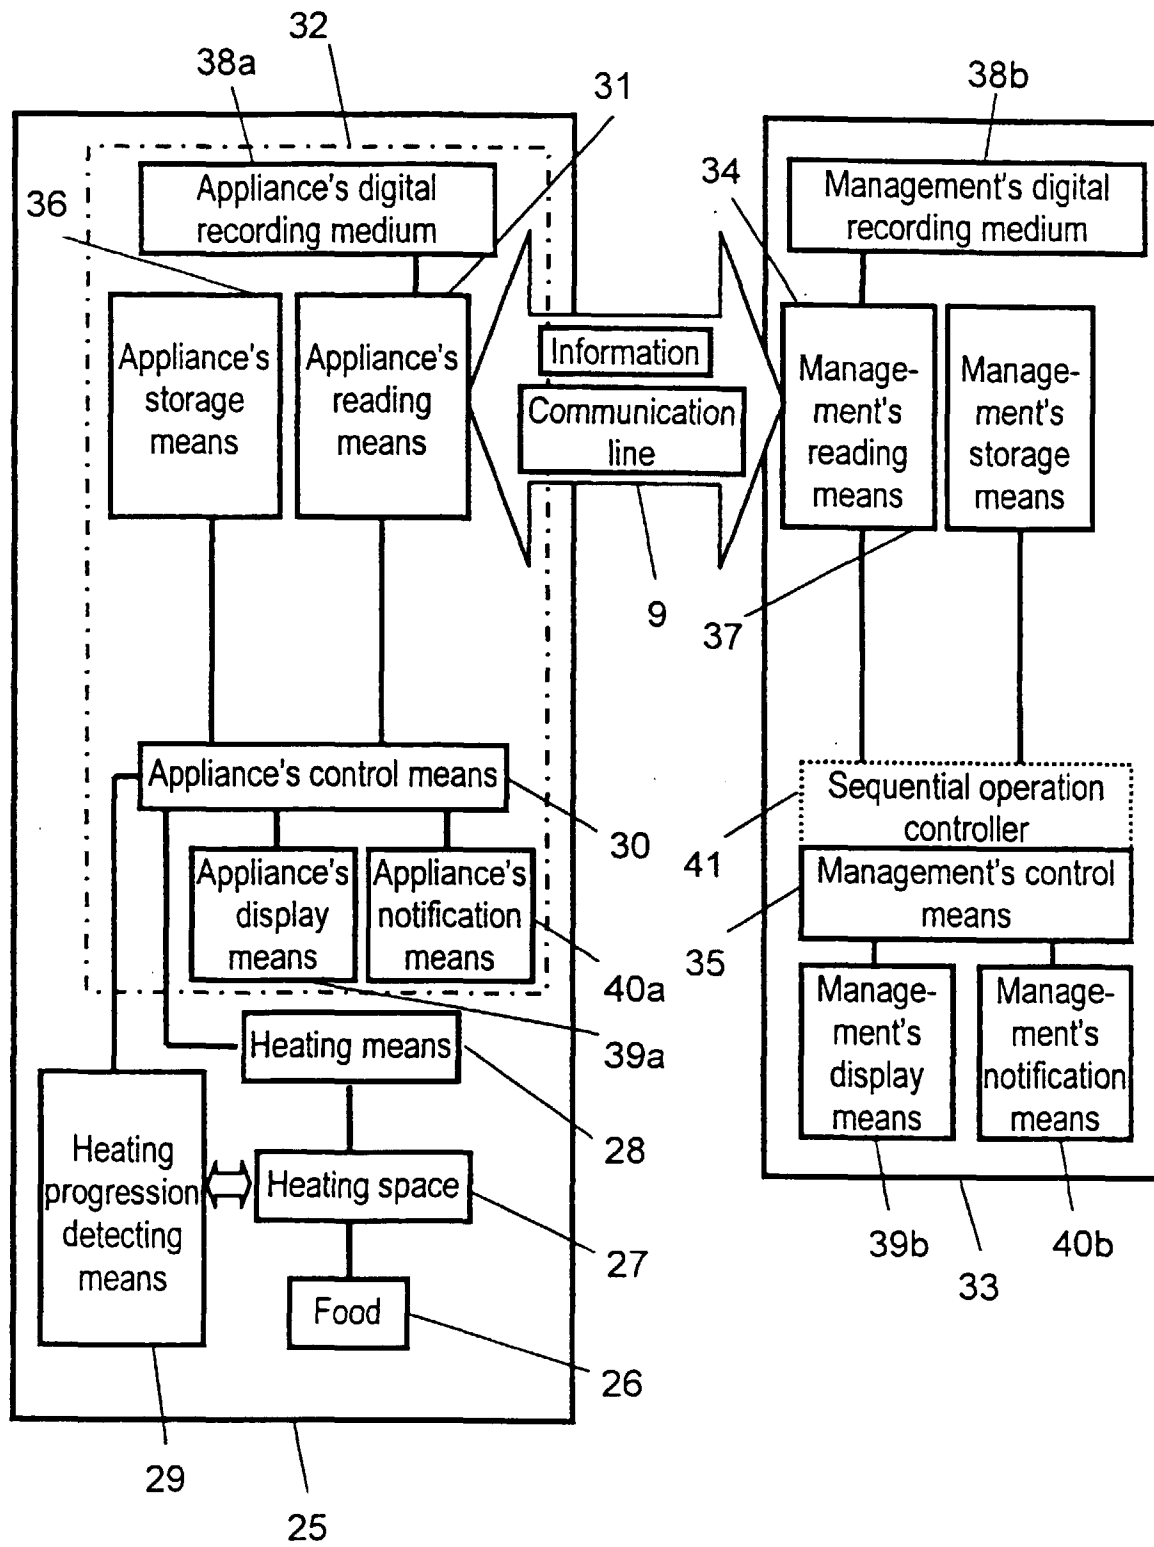 32
38a
31
38b
36
34
Appliance's digital
recording medium
Management's digital
recording medium
Appliance's
storage
means
Appliance's
reading
means
Information
Communication
line
Manage-
ment's
reading
means
Manage-
ment's
storage
means
9
37
Appliance's control means
30
Sequential operation
controller
41
Management's control
means
35
Appliance's
display
means
Appliance's
notification
means
40a
39a
Manage-
ment's
display
means
Manage-
ment's
notification
means
Heating means
28
Heating
progression
detecting
means
Heating space
27
39b
40b
33
Food
26
29
25